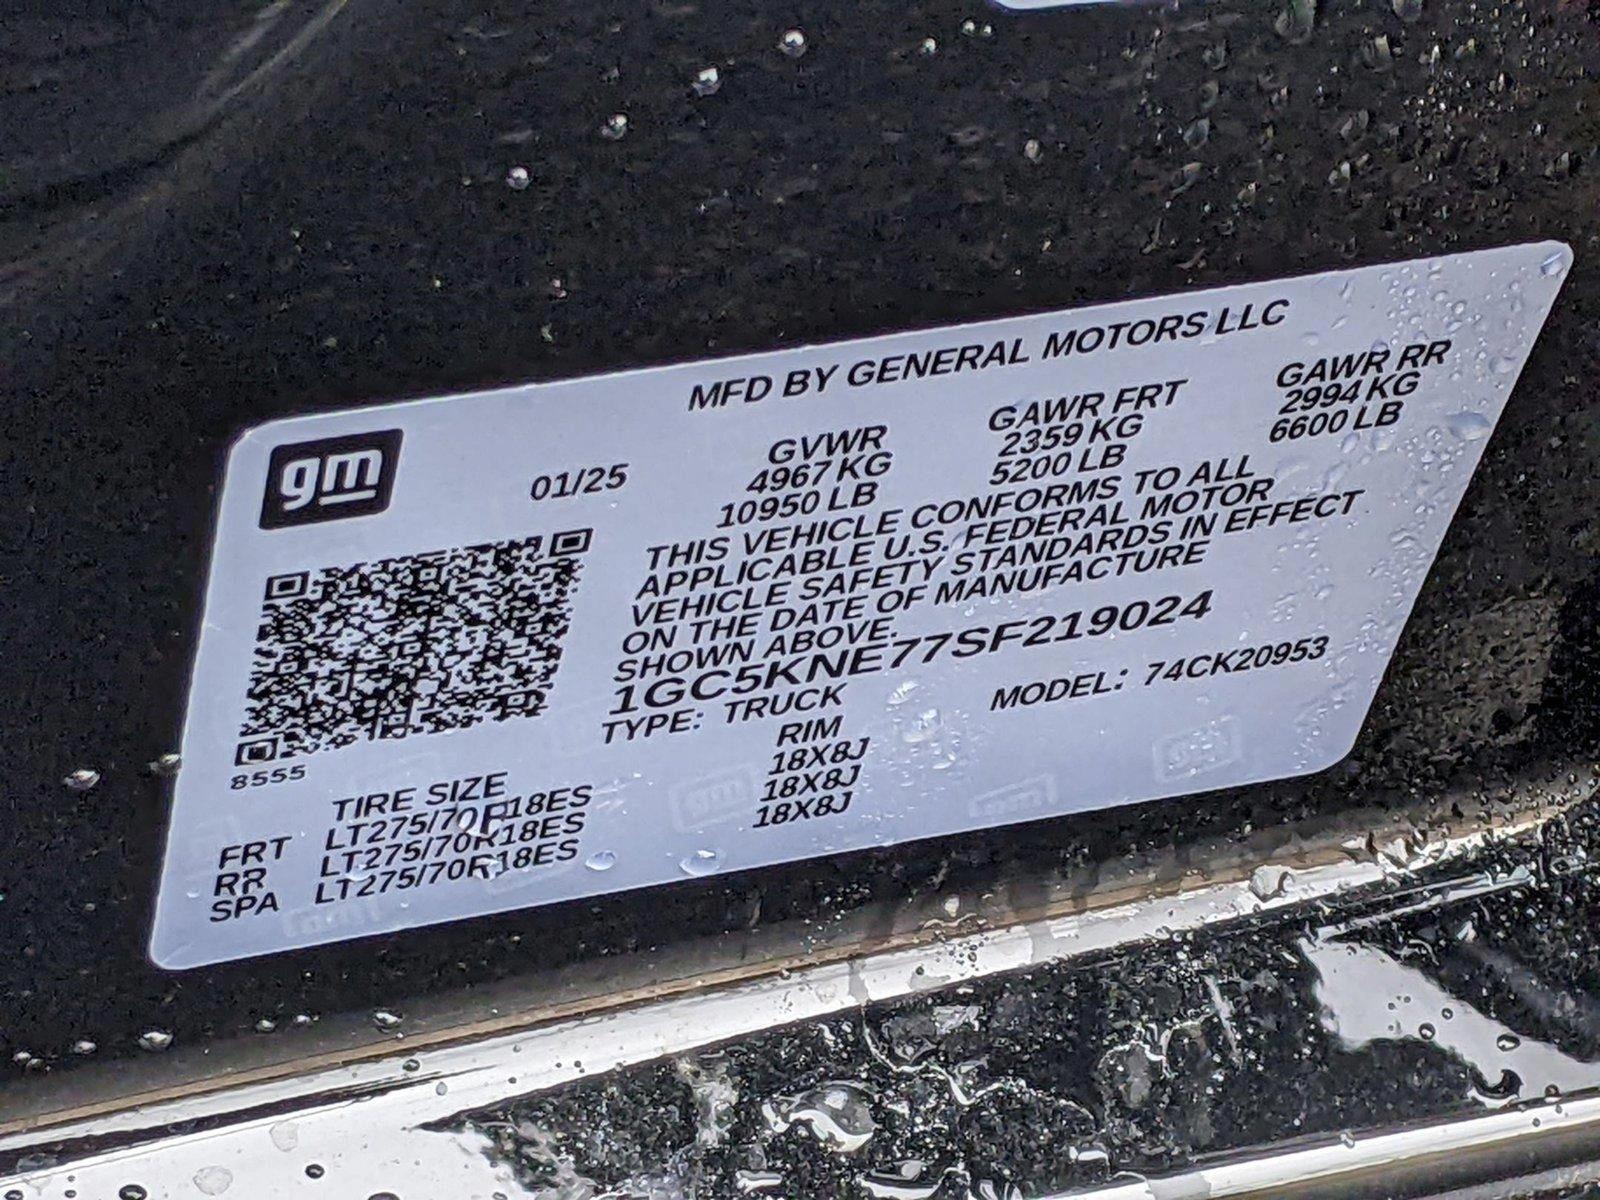 MFD BY GENERAL MOTORS LLC
gm
01/25
GVWR
4967 KG
10950 LB
GAWR FRT
2359 KG
5200 LB
GAWR RR
2994 KG
6600 LB
THIS VEHICLE CONFORMS TO ALL
APPLICABLE U.S. FEDERAL MOTOR
VEHICLE SAFETY STANDARDS IN EFFECT
ON THE DATE OF MANUFACTURE
SHOWN ABOVE.
1GC5KNE77SF219024
TYPE: TRUCK
MODEL: 74CK20953
8555
TIRE SIZE RIM
FRT LT275/70R18ES 18X8J
RR LT275/70R18ES 18X8J
SPA LT275/70R18ES 18X8J